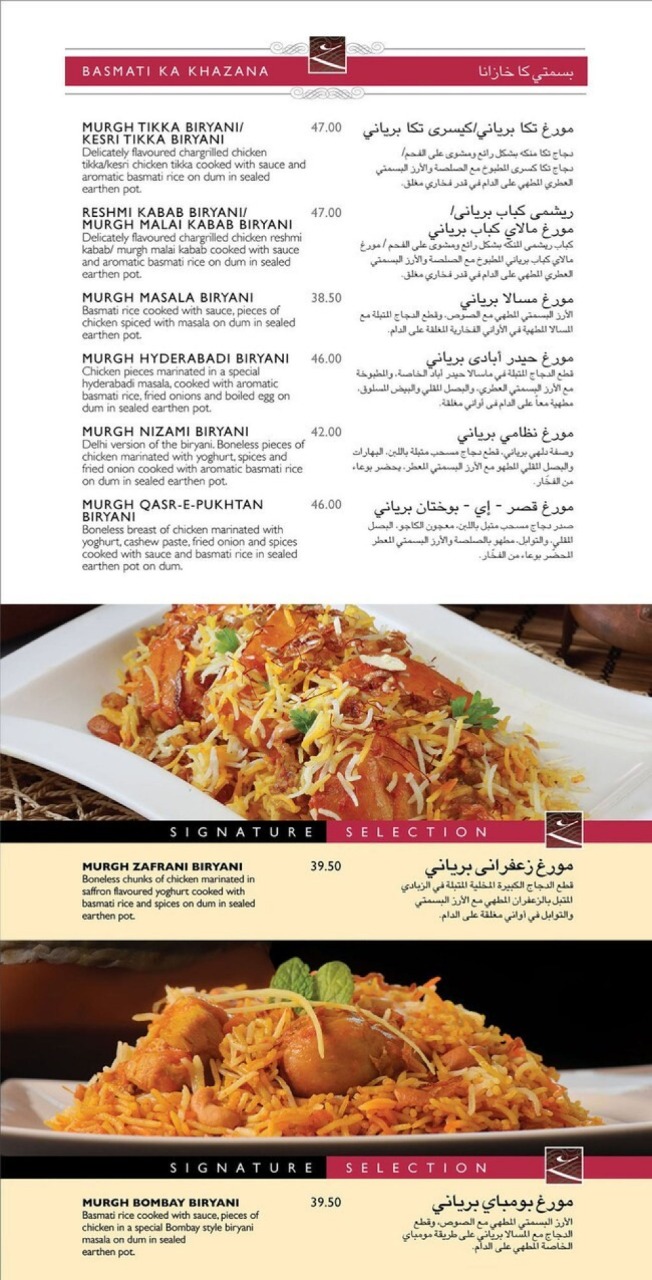 BASMATI KA KHAZANA
بسمتي كا خازانا
MURGH TIKKA BIRYANI/
KESRI TIKKA BIRYANI
47.00
Delicately flavoured chargrilled chicken
tikka/kesri chicken tikka cooked with sauce and
aromatic basmati rice on dum in sealed
earthen pot.
مورغ تكا برياني/كيسرى تكا برياني
دجاج تكا منكه بشكل رائع ومشوى على الفحم/
دجاج تكا كسرى المطبوخ مع الصلصة والأرز البسمتي
العطري المطهي على الدام في قدر فخاري مغلق.
RESHMI KABAB BIRYANI/
MURGH MALAI KABAB BIRYANI
47.00
Delicately flavoured chargrilled chicken reshmi
kabab/ murgh malai kabab cooked with sauce
and aromatic basmati rice on dum in sealed
earthen pot.
ريشمى كباب بريانى/
مورغ مالاي كباب برياني
كباب ريشمى المنكه بشكل رائع ومشوى على الفحم / مورغ
مالاي كباب برياني المطبوخ مع الصلصة والأرز البسمتي
العطري المطهي على الدام في قدر فخاري مغلق.
MURGH MASALA BIRYANI
38.50
Basmati rice cooked with sauce, pieces of
chicken spiced with masala on dum in sealed
earthen pot.
مورغ مسالا برياني
الأرز البسمتي المطهي مع الصوص، وقطع الدجاج المتبلة مع
المسالا المطهية في الأواني الفخارية المغلقة على الدام.
MURGH HYDERABADI BIRYANI
46.00
Chicken pieces marinated in a special
hyderabadi masala, cooked with aromatic
basmati rice, fried onions and boiled egg on
dum in sealed earthen pot.
مورغ حيدر أبادى برياني
قطع الدجاج المتبلة في ماسالا حيدر أباد الخاصة، والمطبوخة
مع الأرز البسمتي العطري، والبصل المقلي والبيض المسلوق،
مطهية معاً على الدام فى أواني مغلقة.
MURGH NIZAMI BIRYANI
42.00
Delhi version of the biryani. Boneless pieces of
chicken marinated with yoghurt, spices and
fried onion cooked with aromatic basmati rice
on dum in sealed earthen pot.
مورغ نظامي برياني
وصفة دلهي برياني، قطع دجاج مسحب متبلة باللبن، البهارات
والبصل المقلي المطهو مع الأرز البسمتي المعطر، يحضر بوعاء
من الفخّار.
MURGH QASR-E-PUKHTAN
BIRYANI
46.00
Boneless breast of chicken marinated with
yoghurt, cashew paste, fried onion and spices
cooked with sauce and basmati rice in sealed
earthen pot on dum.
مورغ قصر - إي - بوختان برياني
صدر دجاج مسحب متبل باللبن، معجون الكاجو، البصل
المقلي، والتوابل، مطهو بالصلصة والأرز البسمتي المعطر
المحضّر بوعاء من الفخّار.
SIGNATURE SELECTION
MURGH ZAFRANI BIRYANI
39.50
Boneless chunks of chicken marinated in
saffron flavoured yoghurt cooked with
basmati rice and spices on dum in sealed
earthen pot.
مورغ زعفرانى برياني
قطع الدجاج الكبيرة المخلية المتبلة في الزبادي
المتبل بالزعفران المطهي مع الأرز البسمتي
والتوابل في أواني مغلقة على الدام.
SIGNATURE SELECTION
MURGH BOMBAY BIRYANI
39.50
Basmati rice cooked with sauce, pieces of
chicken in a special Bombay style biryani
masala on dum in sealed
earthen pot.
مورغ بومباي برياني
الأرز البسمتي المطهي مع الصوص، وقطع
الدجاج مع المسالا برياني على طريقة مومباي
الخاصة المطهي على الدام.